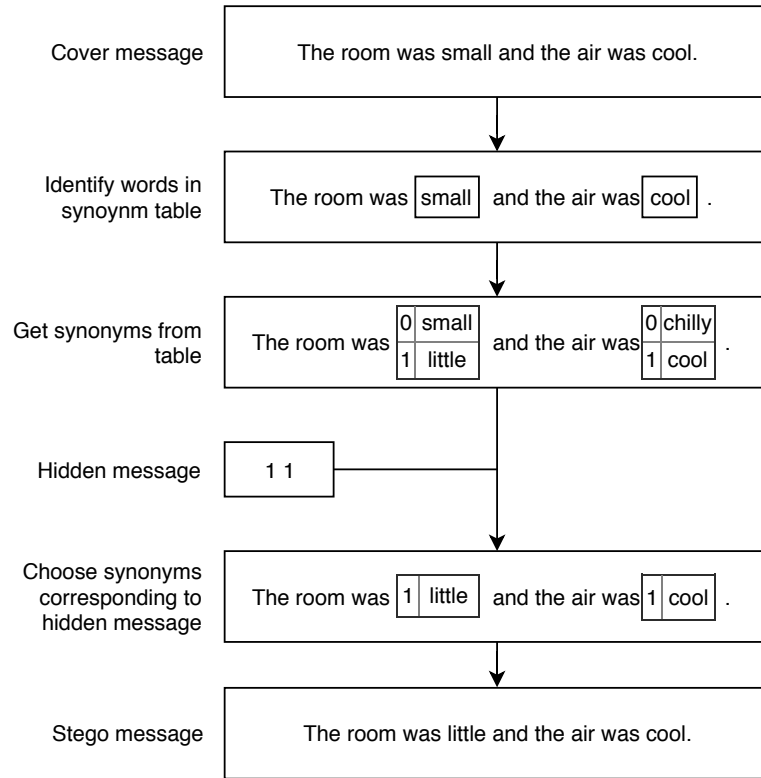 Cover message
The room was small and the air was cool.
Identify words in
synoynm table
The room was small and the air was cool .
Get synonyms from
table
The room was 0 small 1 little and the air was 0 chilly 1 cool .
Hidden message
1 1
Choose synonyms
corresponding to
hidden message
The room was 1 little and the air was 1 cool .
Stego message
The room was little and the air was cool.